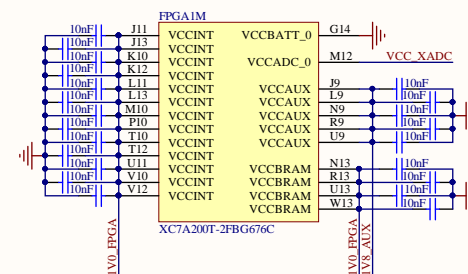 FPGA1M
10nF J11 VCCINT VCCBATT_0 G14
10nF J13 VCCINT
10nF K10 VCCINT VCCADC_0 M12 VCC_XADC
10nF K12 VCCINT
10nF L11 VCCINT VCCAUX J9 10nF
10nF L13 VCCINT VCCAUX L9 10nF
10nF M10 VCCINT VCCAUX N9 10nF
10nF P10 VCCINT VCCAUX R9 10nF
10nF T10 VCCINT VCCAUX U9 10nF
10nF T12 VCCINT
10nF U11 VCCINT VCCBRAM N13 10nF
10nF V10 VCCINT VCCBRAM R13 10nF
10nF V12 VCCINT VCCBRAM U13 10nF
VCCBRAM W13 10nF
XC7A200T-2FBG676C
1V0_FPGA
1V0_FPGA
1V8_AUX